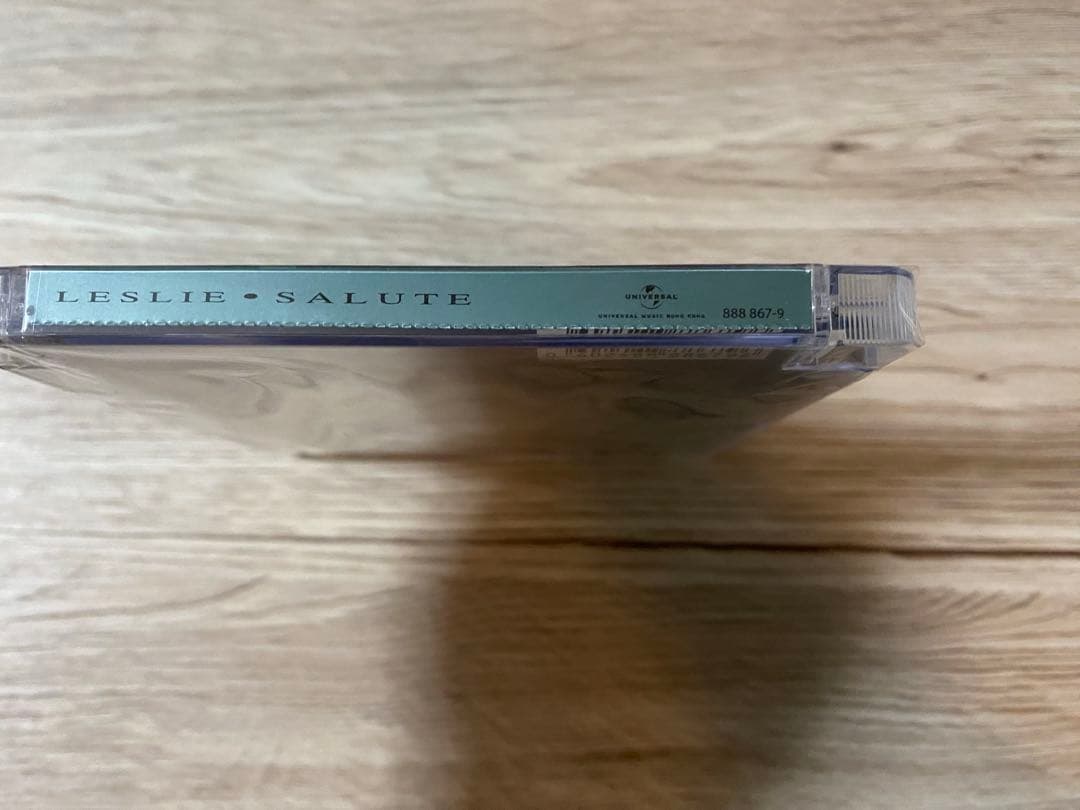 LESLIE • SALUTE
UNIVERSAL
UNIVERSAL MUSIC HONG KONG
888 867-9